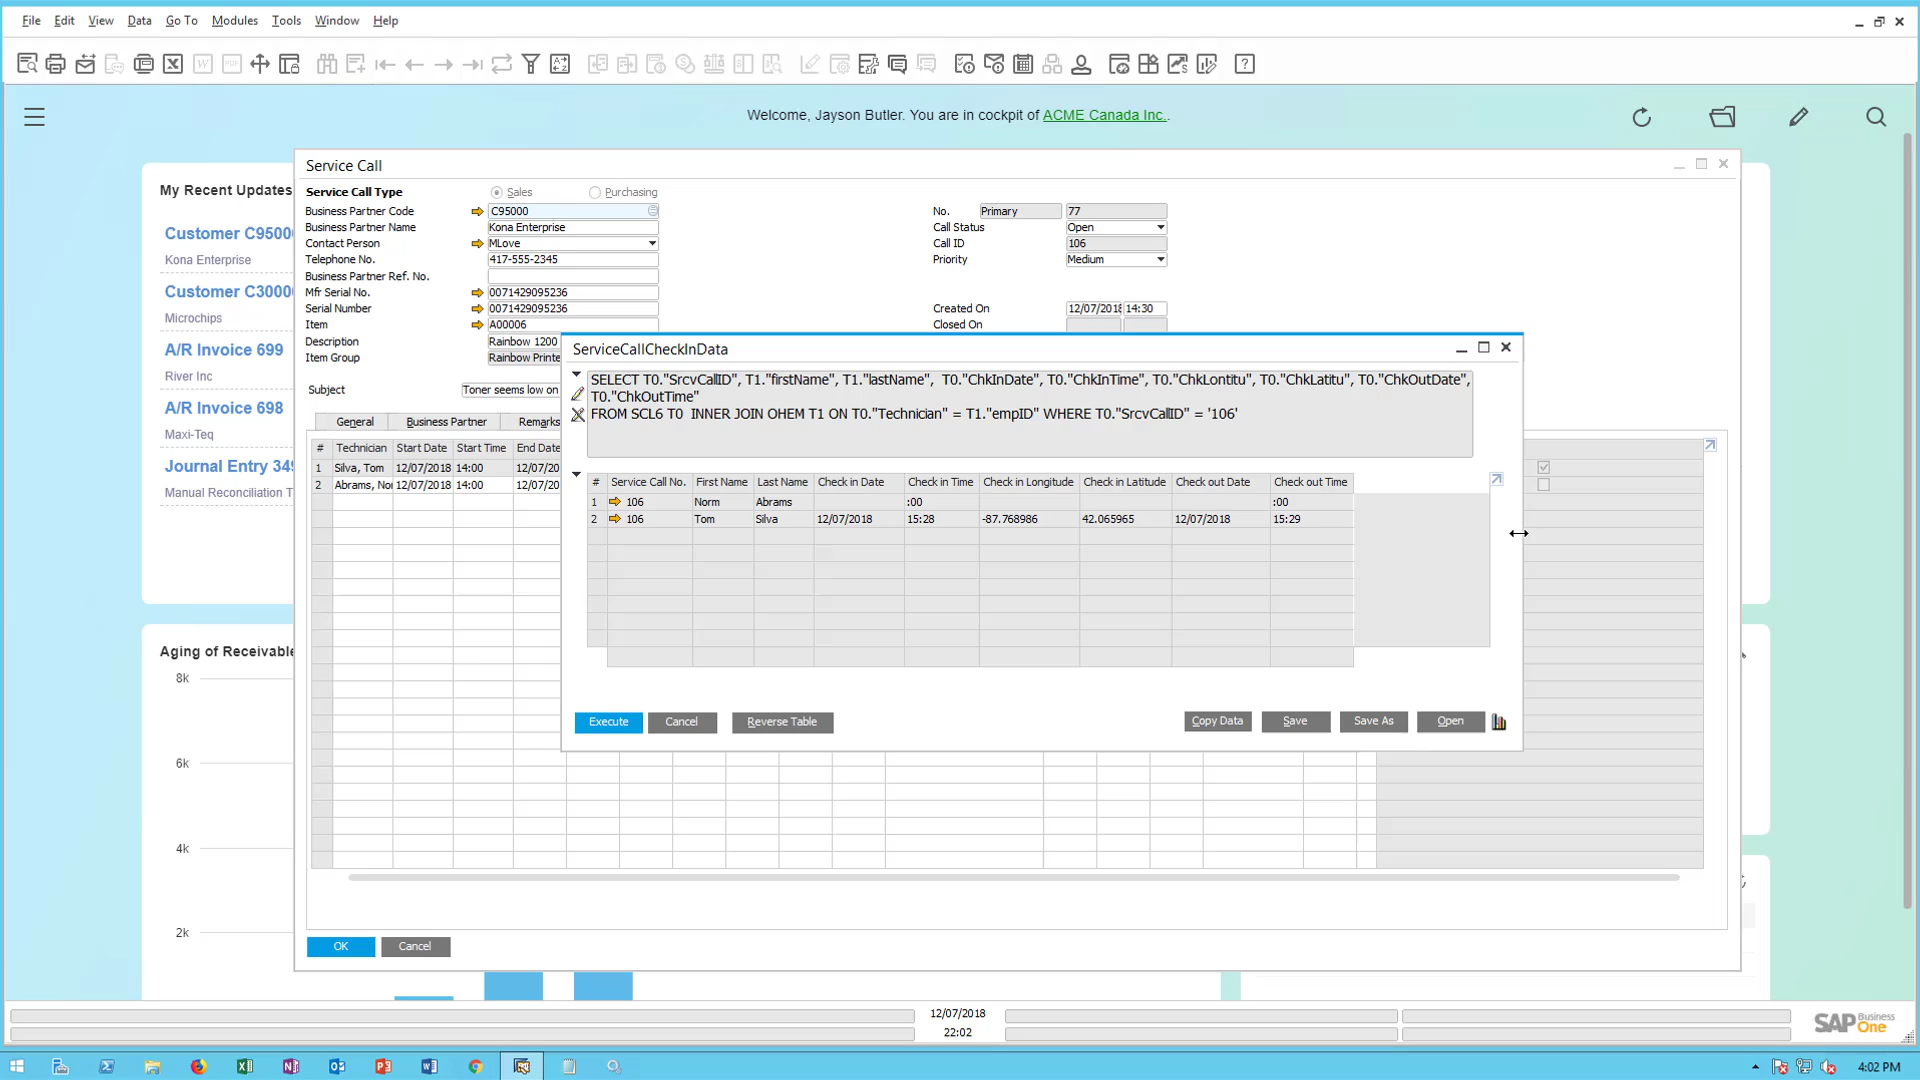 File Edit View Data Go To Modules Tools Window Help
Welcome, Jayson Butler. You are in cockpit of ACME Canada Inc..
My Recent Updates
Customer C9500
Kona Enterprise
Customer C3000
Microchips
A/R Invoice 699
River Inc
A/R Invoice 698
Maxi-Teq
Journal Entry 349
Manual Reconciliation T
Aging of Receivable
8k
6k
4k
2k
Service Call
Service Call Type Sales Purchasing
Business Partner Code C95000
Business Partner Name Kona Enterprise
Contact Person MLove
Telephone No. 417-555-2345
Business Partner Ref. No.
Mfr Serial No. 0071429095236
Serial Number 0071429095236
Item A00006
Description Rainbow 1200
Item Group Rainbow Printe
Subject Toner seems low on
No. Primary 77
Call Status Open
Call ID 106
Priority Medium
Created On 12/07/2018 14:30
Closed On
General Business Partner Remarks
# Technician Start Date Start Time End Date
1 Silva, Tom 12/07/2018 14:00 12/07/20
2 Abrams, Nor 12/07/2018 14:00 12/07/20
OK Cancel
ServiceCallCheckInData
SELECT T0."SrcvCallID", T1."firstName", T1."lastName", T0."ChkInDate", T0."ChkInTime", T0."ChkLontitu", T0."ChkLatitu", T0."ChkOutDate",
T0."ChkOutTime"
FROM SCL6 T0 INNER JOIN OHEM T1 ON T0."Technician" = T1."empID" WHERE T0."SrcvCallID" = '106'
# Service Call No. First Name Last Name Check in Date Check in Time Check in Longitude Check in Latitude Check out Date Check out Time
1 106 Norm Abrams :00 :00
2 106 Tom Silva 12/07/2018 15:28 -87.768986 42.065965 12/07/2018 15:29
Execute Cancel Reverse Table Copy Data Save Save As Open
12/07/2018
22:02
SAP Business One
4:02 PM